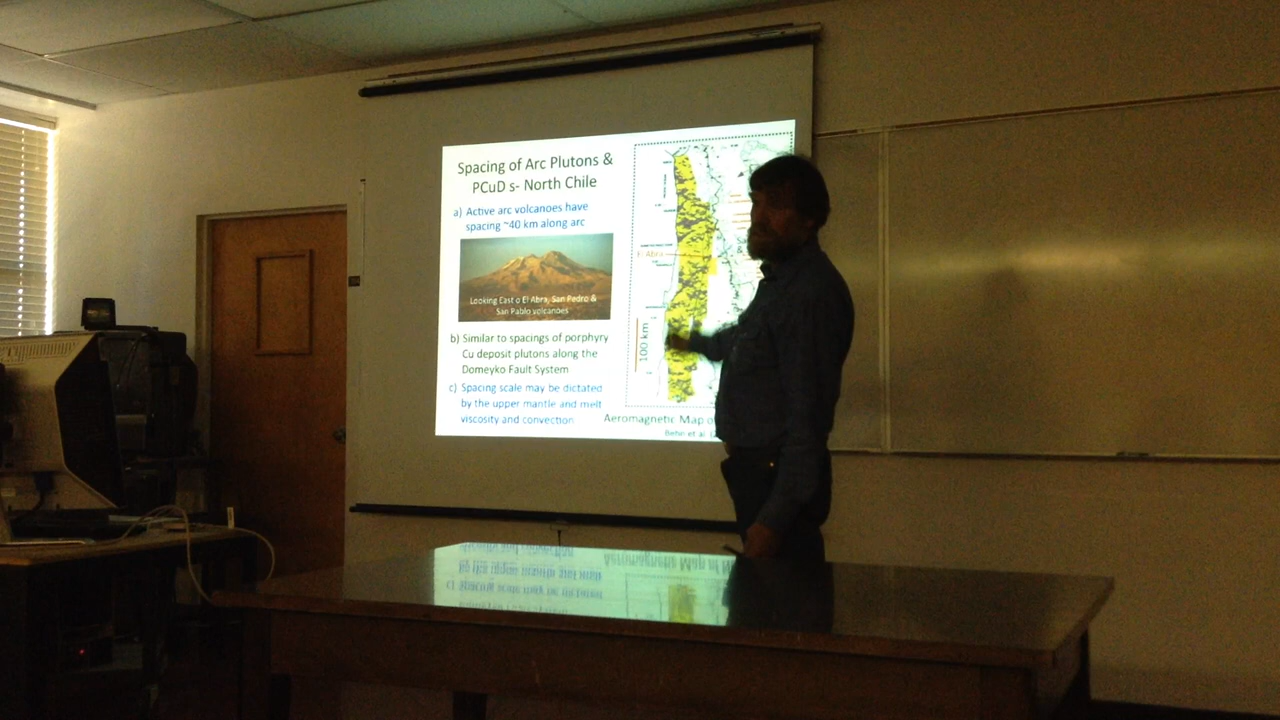 Spacing of Arc Plutons &
PCuD s- North Chile
a) Active arc volcanoes have
spacing ~40 km along arc
Looking East o El Abra, San Pedro &
San Pablo volcanoes
b) Similar to spacings of porphyry
Cu deposit plutons along the
Domeyko Fault System
c) Spacing scale may be dictated
by the upper mantle and melt
viscosity and convection
El Abra
100 km
Aeromagnetic Map o
Behn et al.